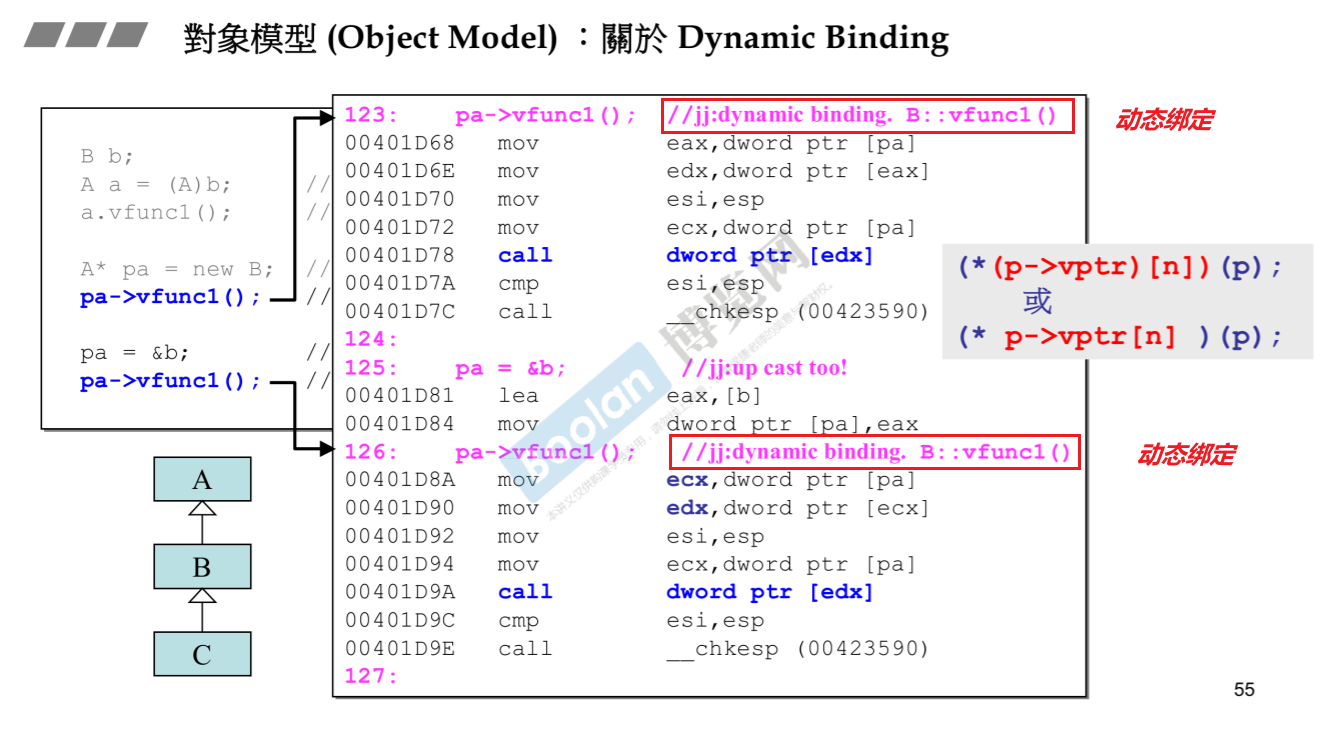 對象模型 (Object Model) ：關於 Dynamic Binding
B b;
A a = (A)b; //
a.vfunc1(); //
A* pa = new B; //
pa->vfunc1(); //
pa = &b; //
pa->vfunc1(); //
A
B
C
123: pa->vfunc1(); //jj:dynamic binding. B::vfunc1()
00401D68 mov eax,dword ptr [pa]
00401D6E mov edx,dword ptr [eax]
00401D70 mov esi,esp
00401D72 mov ecx,dword ptr [pa]
00401D78 call dword ptr [edx]
00401D7A cmp esi,esp
00401D7C call __chkesp (00423590)
124:
125: pa = &b; //jj:up cast too!
00401D81 lea eax,[b]
00401D84 mov dword ptr [pa],eax
126: pa->vfunc1(); //jj:dynamic binding. B::vfunc1()
00401D8A mov ecx,dword ptr [pa]
00401D90 mov edx,dword ptr [ecx]
00401D92 mov esi,esp
00401D94 mov ecx,dword ptr [pa]
00401D9A call dword ptr [edx]
00401D9C cmp esi,esp
00401D9E call __chkesp (00423590)
127:
动态绑定
(*(p->vptr)[n])(p);
或
(* p->vptr[n] )(p);
动态绑定
boolan
博览网
55